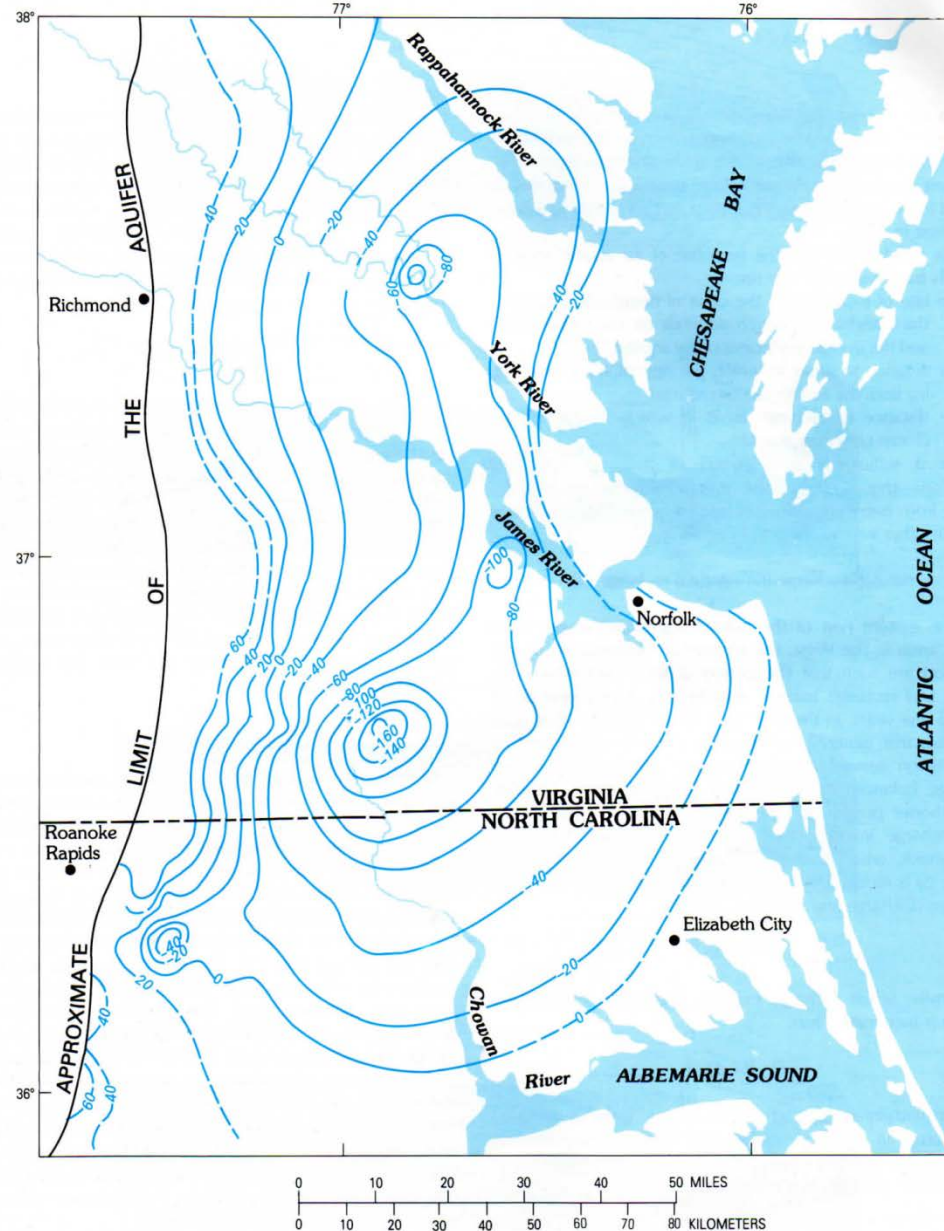 38°
77°
76°
Rappahannock River
CHESAPEAKE BAY
AQUIFER
40
20
0
-20
-40
-20
-40
-60
-80
-40
-20
Richmond
THE
York River
37°
James River
-100
-80
OF
Norfolk
ATLANTIC OCEAN
60
40
20
0
-20
-40
-60
-80
-100
-120
-160
-140
LIMIT
VIRGINIA
NORTH CAROLINA
Roanoke
Rapids
-40
-40
-20
20
0
Elizabeth City
-20
0
APPROXIMATE
Chowan
River
ALBEMARLE SOUND
40
60
40
36°
0 10 20 30 40 50 MILES
0 10 20 30 40 50 60 70 80 KILOMETERS